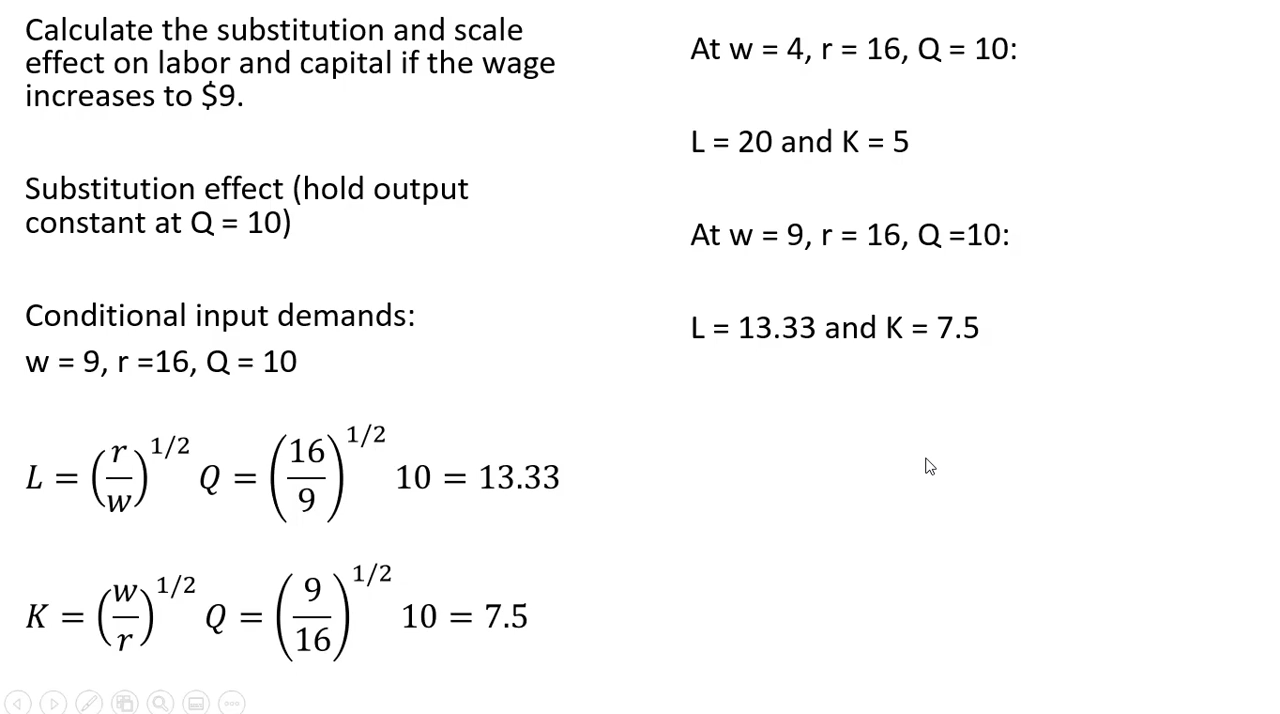 Calculate the substitution and scale
effect on labor and capital if the wage
increases to $9.
Substitution effect (hold output
constant at Q = 10)
Conditional input demands:
w = 9, r =16, Q = 10
L = (r/w)^1/2 Q = (16/9)^1/2 10 = 13.33
K = (w/r)^1/2 Q = (9/16)^1/2 10 = 7.5
At w = 4, r = 16, Q = 10:
L = 20 and K = 5
At w = 9, r = 16, Q =10:
L = 13.33 and K = 7.5